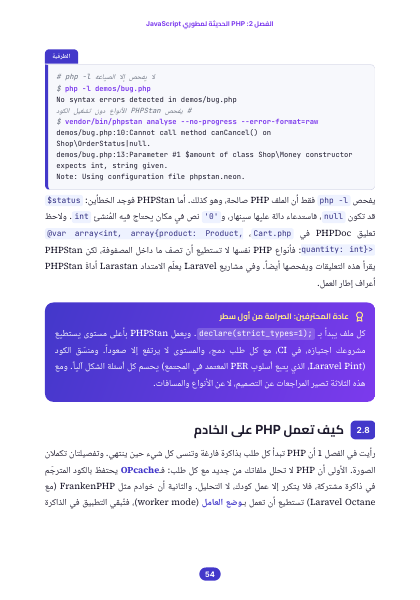 الفصل 2: PHP الحديثة لمطوري JavaScript
الطرفية
# php -l لا يفحص إلا الصياغة
$ php -l demos/bug.php
No syntax errors detected in demos/bug.php
# PHPStan يفحص الأنواع دون تشغيل الكود
$ vendor/bin/phpstan analyse --no-progress --error-format=raw
demos/bug.php:10:Cannot call method canCancel() on
Shop\OrderStatus|null.
demos/bug.php:13:Parameter #1 $amount of class Shop\Money constructor
expects int, string given.
Note: Using configuration file phpstan.neon.
يفحص php -l فقط أن الملف PHP صالحة، وهو كذلك. أما PHPStan فوجد الخطأين: $status
قد تكون null، فاستدعاء دالة عليها سينهار، و '0' نص في مكان يحتاج فيه المُنشئ int. ولاحظ
تعليق PHPDoc في Cart.php، @var array<int, array{product: Product,
quantity: int}>: فأنواع PHP نفسها لا تستطيع أن تصف ما داخل المصفوفة، لكن PHPStan
يقرأ هذه التعليقات ويفحصها أيضاً. وفي مشاريع Laravel يعلّم الامتداد Larastan أداة PHPStan
أعراف إطار العمل.
عادة المحترفين: الصرامة من أول سطر
كل ملف يبدأ بـ declare(strict_types=1);. ويعمل PHPStan بأعلى مستوى يستطيع
مشروعك اجتيازه، في CI، مع كل طلب دمج، والمستوى لا يرتفع إلا صعوداً. ومنسّق الكود
(Laravel Pint، الذي يتبع أسلوب PER المعتمد في المجتمع) يحسم كل أسئلة الشكل آلياً. ومع
هذه الثلاثة تصير المراجعات عن التصميم، لا عن الأنواع والمسافات.
2.8 كيف تعمل PHP على الخادم
رأيت في الفصل 1 أن PHP تبدأ كل طلب بذاكرة فارغة وتنسى كل شيء حين ينتهي. وتفصيلتان تكملان
الصورة. الأولى أن PHP لا تحلل ملفاتك من جديد مع كل طلب: فـOPcache يحتفظ بالكود المترجَم
في ذاكرة مشتركة، فلا يتكرر إلا عمل كودك، لا التحليل. والثانية أن خوادم مثل FrankenPHP (مع
Laravel Octane) تستطيع أن تعمل بـوضع العامل (worker mode)، فتُبقي التطبيق في الذاكرة
54